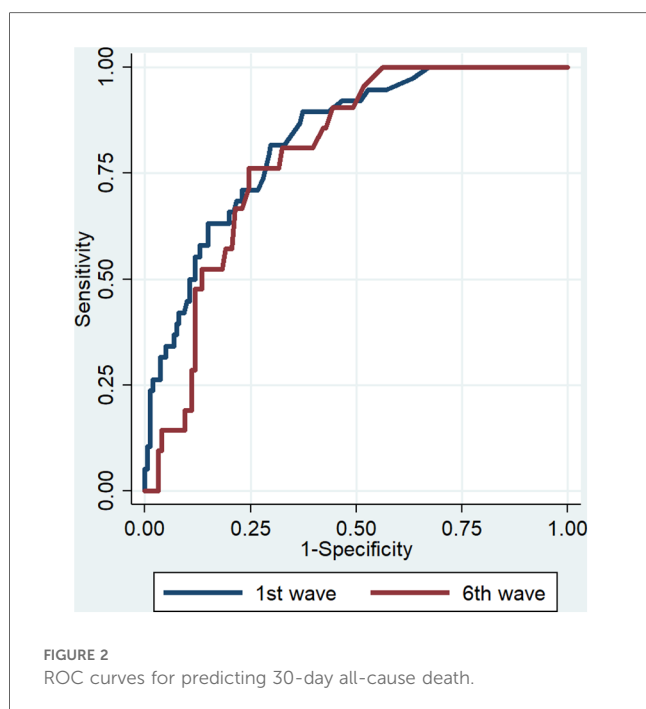 1.00
0.75
0.50
0.25
0.00
Sensitivity
0.00 0.25 0.50 0.75 1.00
1-Specificity
1st wave 6th wave
FIGURE 2
ROC curves for predicting 30-day all-cause death.